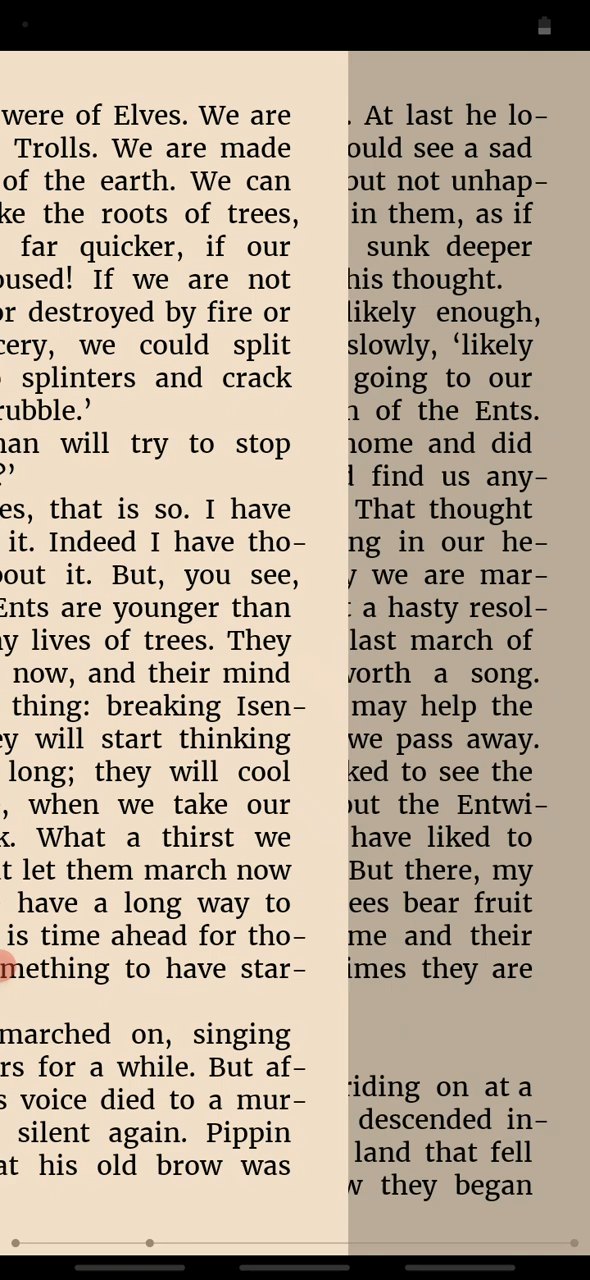 were of Elves. We are
Trolls. We are made
of the earth. We can
ke the roots of trees,
far quicker, if our
oused! If we are not
or destroyed by fire or
cery, we could split
splinters and crack
rubble.’
man will try to stop
?’
es, that is so. I have
it. Indeed I have tho-
bout it. But, you see,
Ents are younger than
ny lives of trees. They
now, and their mind
thing: breaking Isen-
ey will start thinking
long; they will cool
, when we take our
k. What a thirst we
t let them march now
have a long way to
is time ahead for tho-
mething to have star-
marched on, singing
rs for a while. But af-
s voice died to a mur-
silent again. Pippin
at his old brow was
. At last he lo-
ould see a sad
but not unhap-
in them, as if
sunk deeper
his thought.
likely enough,
slowly, ‘likely
going to our
n of the Ents.
home and did
d find us any-
That thought
ng in our he-
y we are mar-
t a hasty resol-
last march of
worth a song.
may help the
we pass away.
ked to see the
out the Entwi-
have liked to
But there, my
ees bear fruit
me and their
imes they are
riding on at a
descended in-
land that fell
w they began